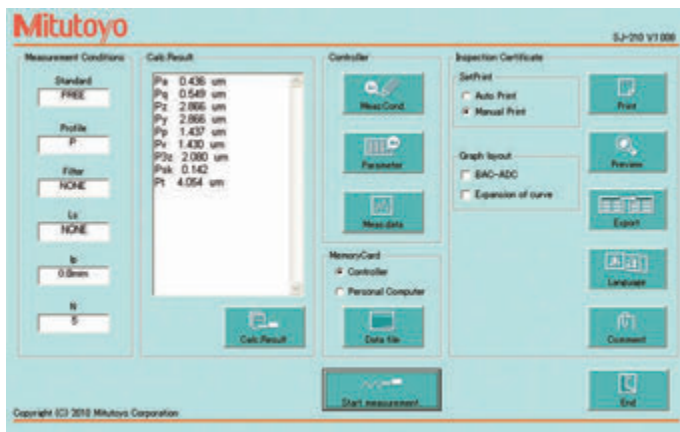 Mitutoyo
SJ-210 V1.008
Measurement Conditions
Standard
FREE
Profile
P
Filter
NONE
Ls
NONE
lp
0.8mm
N
5
Calc.Result
Pa 0.436 um
Pq 0.549 um
Pz 2.866 um
Py 2.866 um
Pp 1.437 um
Pv 1.430 um
P3z 2.080 um
Psk 0.142
Pt 4.054 um
Calc.Result
Controller
Meas.Cond.
Parameter
Meas.data
MemoryCard
Controller
Personal Computer
Data file
Start measurement
Inspection Certificate
SetPrint
Auto Print
Manual Print
Graph layout
BAC-ADC
Expansion of curve
Print
Preview
Export
Language
Comment
End
Copyright (C) 2010 Mitutoyo Corporation